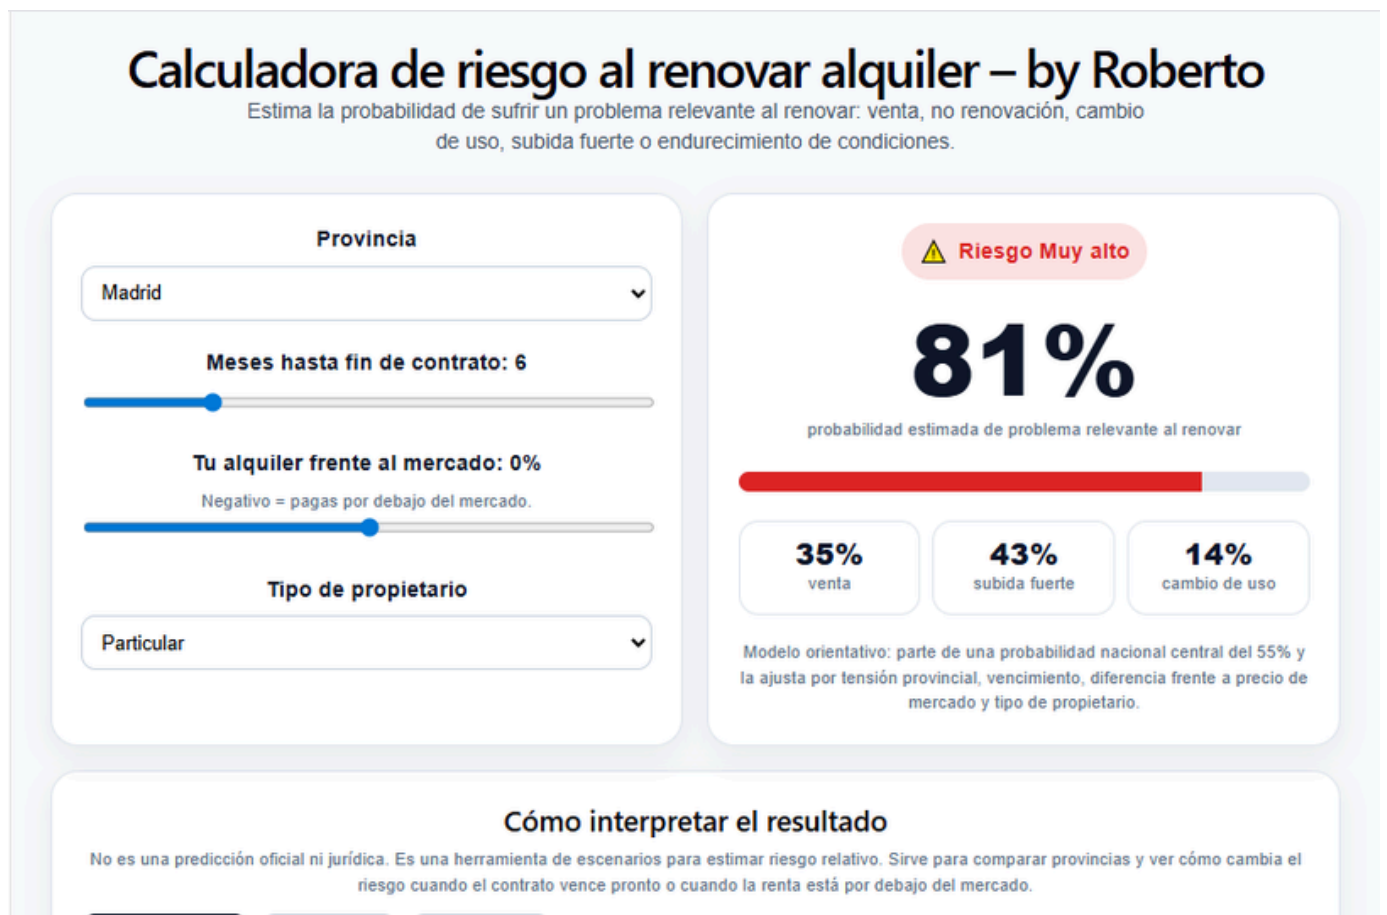 Calculadora de riesgo al renovar alquiler – by Roberto
Estima la probabilidad de sufrir un problema relevante al renovar: venta, no renovación, cambio
de uso, subida fuerte o endurecimiento de condiciones.
Provincia
Madrid
Meses hasta fin de contrato: 6
Tu alquiler frente al mercado: 0%
Negativo = pagas por debajo del mercado.
Tipo de propietario
Particular
⚠ Riesgo Muy alto
81%
probabilidad estimada de problema relevante al renovar
35%
venta
43%
subida fuerte
14%
cambio de uso
Modelo orientativo: parte de una probabilidad nacional central del 55% y
la ajusta por tensión provincial, vencimiento, diferencia frente a precio de
mercado y tipo de propietario.
Cómo interpretar el resultado
No es una predicción oficial ni jurídica. Es una herramienta de escenarios para estimar riesgo relativo. Sirve para comparar provincias y ver cómo cambia el
riesgo cuando el contrato vence pronto o cuando la renta está por debajo del mercado.